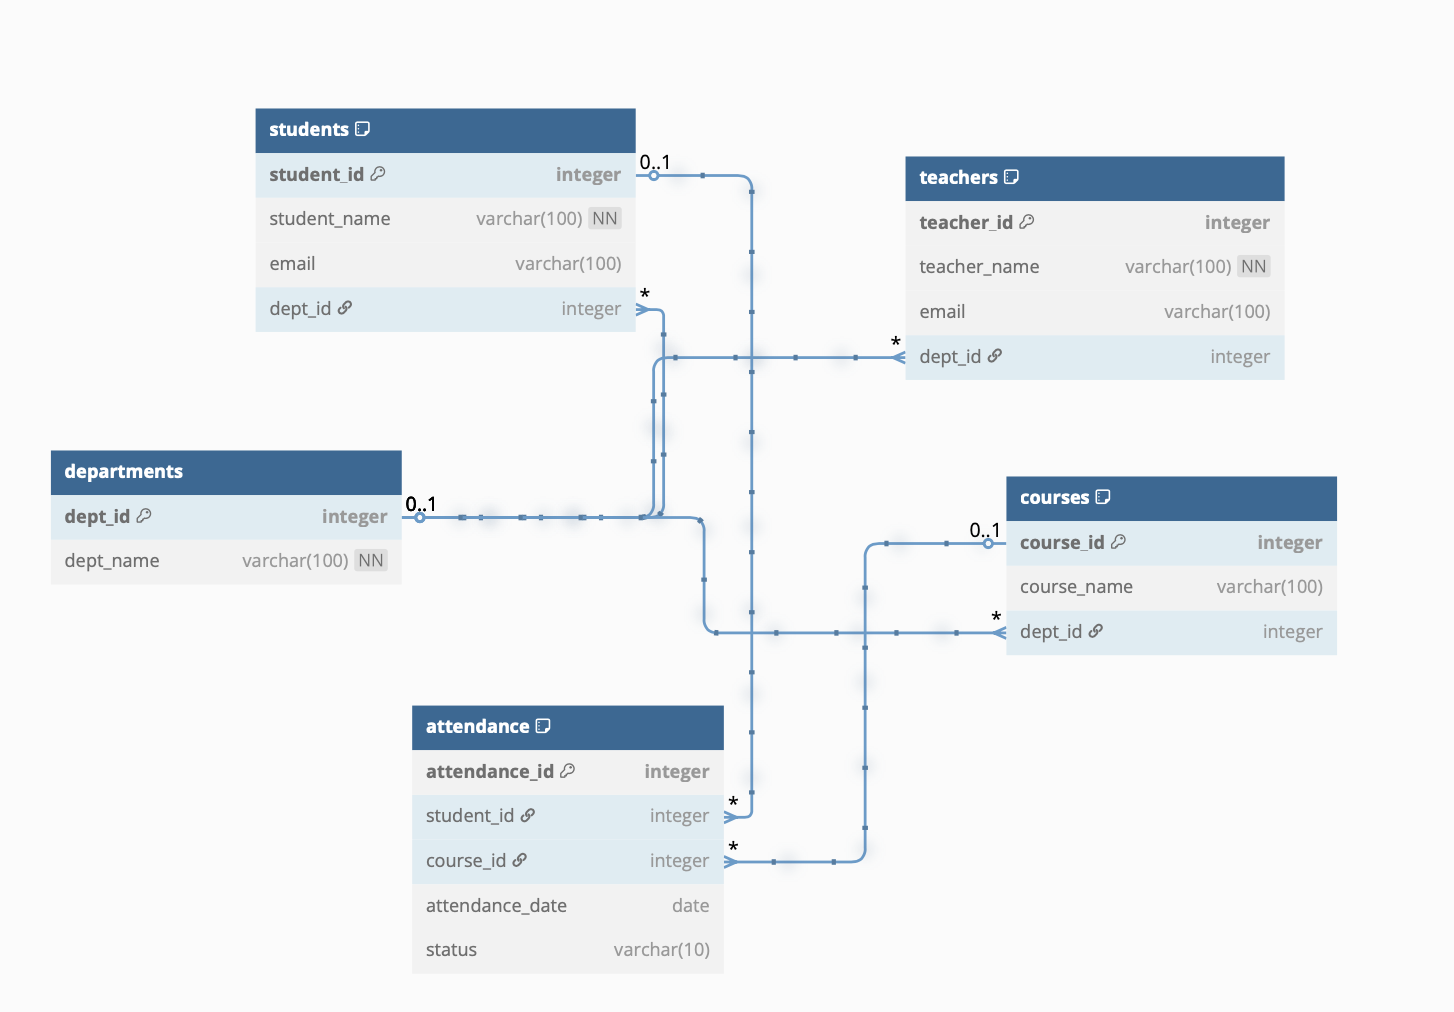 students
0..1
student_id integer
student_name varchar(100) NN
email varchar(100)
*
dept_id integer
teachers
teacher_id integer
teacher_name varchar(100) NN
email varchar(100)
*
dept_id integer
departments
0..1
dept_id integer
dept_name varchar(100) NN
courses
0..1
course_id integer
course_name varchar(100)
*
dept_id integer
attendance
attendance_id integer
*
student_id integer
*
course_id integer
attendance_date date
status varchar(10)